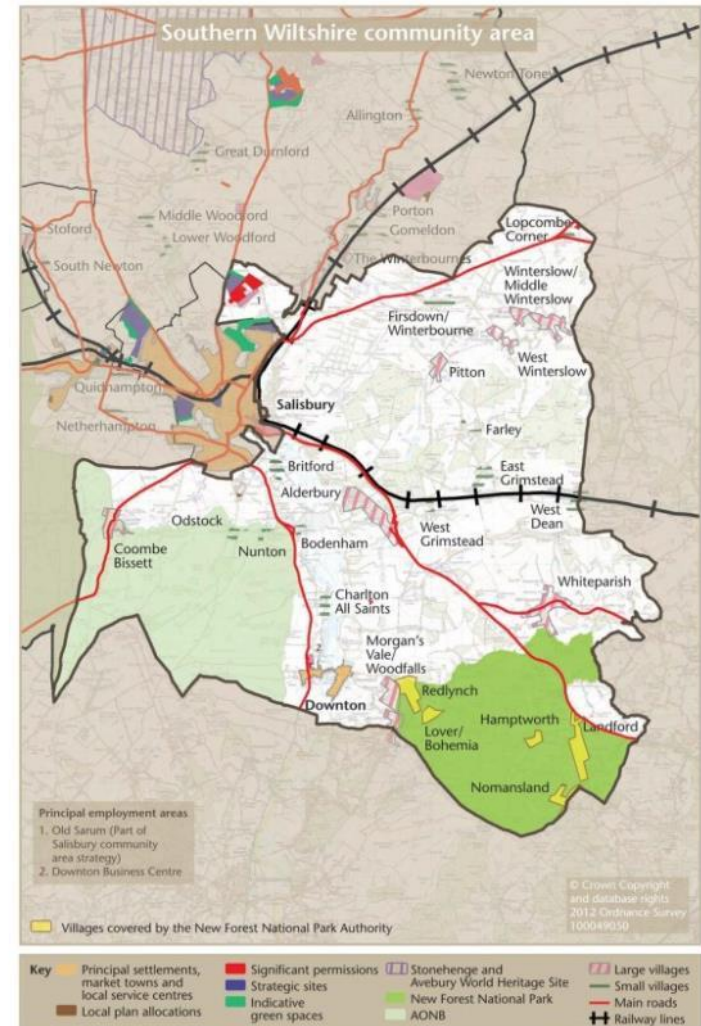 Southern Wiltshire community area
Newton Toney
Allington
Great Durnford
Middle Woodford
Lower Woodford
Stoford
South Newton
Porton
Gomeldon
The Winterbournes
Lopcombe
Corner
Winterslow/
Middle
Winterslow
1
Firsdown/
Winterbourne
West
Winterslow
Pitton
Quidhampton
Salisbury
Netherhampton
Farley
Britford
East
Grimstead
Alderbury
Odstock
West
Grimstead
West
Dean
Coombe
Bissett
Nunton
Bodenham
Whiteparish
Charlton
All Saints
2
Morgan's
Vale/
Woodfalls
Redlynch
Downton
Lover/
Bohemia
Hamptworth
Landford
Nomansland
Principal employment areas
1. Old Sarum (Part of
Salisbury community
area strategy)
2. Downton Business Centre
© Crown Copyright
and database rights
2012 Ordnance Survey
100049050
Villages covered by the New Forest National Park Authority
Key
Principal settlements,
market towns and
local service centres
Local plan allocations
Significant permissions
Strategic sites
Indicative
green spaces
Stonehenge and
Avebury World Heritage Site
New Forest National Park
AONB
Large villages
Small villages
Main roads
Railway lines